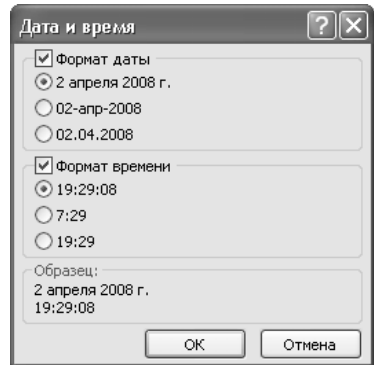 Дата и время
Формат даты
2 апреля 2008 г.
02-апр-2008
02.04.2008
Формат времени
19:29:08
7:29
19:29
Образец:
2 апреля 2008 г.
19:29:08
ОК Отмена